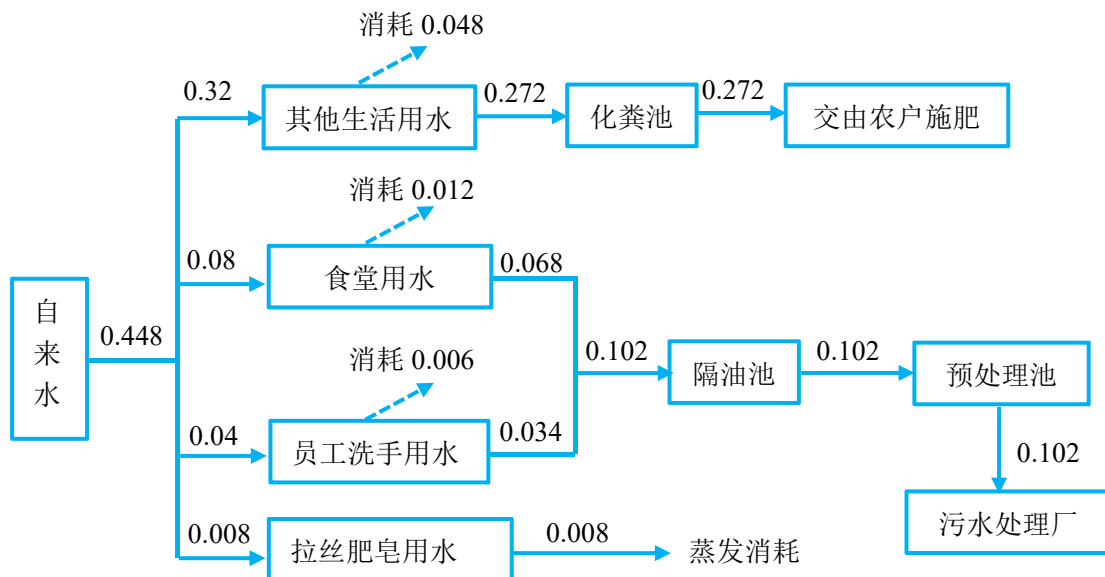 消耗 0.048
0.32
其他生活用水
0.272
化粪池
0.272
交由农户施肥
消耗 0.012
0.08
食堂用水
0.068
自来水
0.448
消耗 0.006
0.102
隔油池
0.102
预处理池
0.04
员工洗手用水
0.034
0.102
污水处理厂
0.008
拉丝肥皂用水
0.008
蒸发消耗